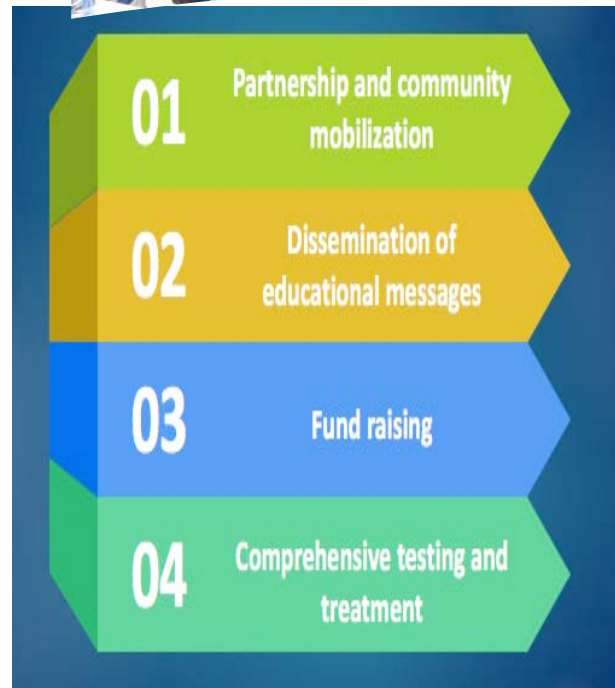 01
Partnership and community
mobilization
02
Dissemination of
educational messages
03
Fund raising
04
Comprehensive testing and
treatment